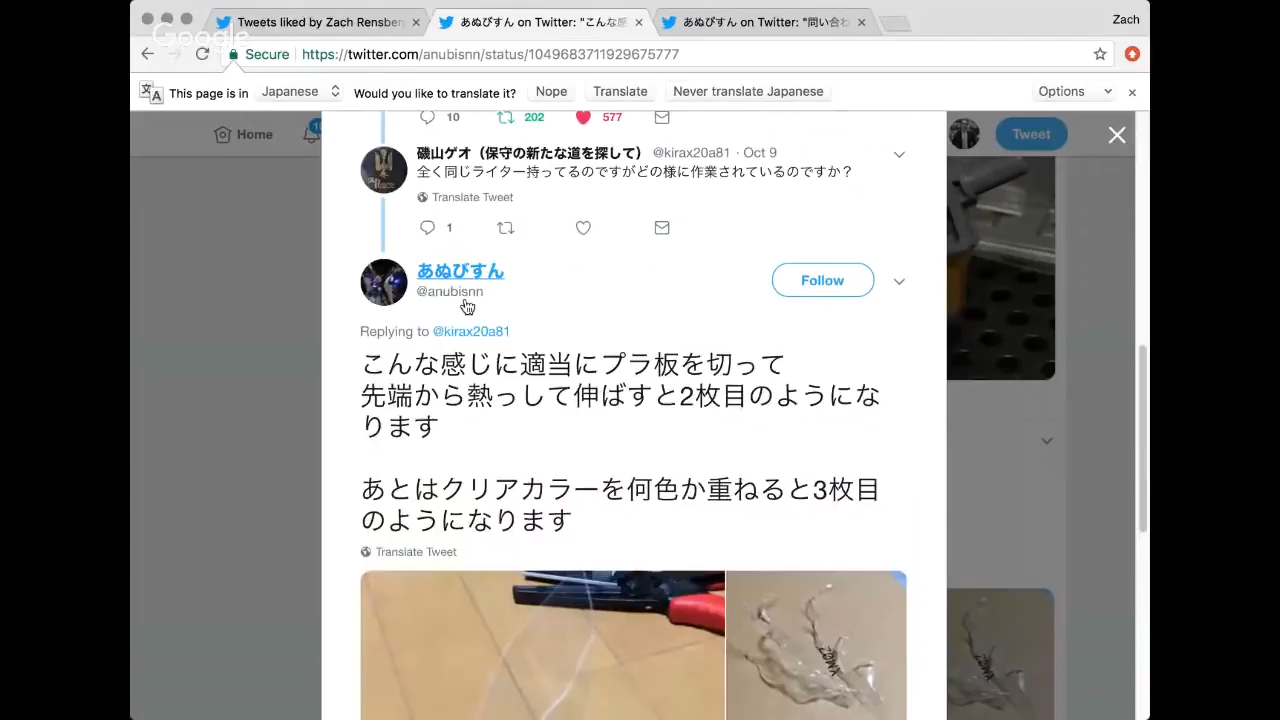 Google
Tweets liked by Zach Rensber
あぬびすん on Twitter: "こんな感
あぬびすん on Twitter: "問い合わ
Zach
Secure https://twitter.com/anubisnn/status/1049683711929675777
This page is in Japanese Would you like to translate it? Nope Translate Never translate Japanese Options
Home
Tweet
10 202 577
磯山ゲオ（保守の新たな道を探して） @kirax20a81 · Oct 9
全く同じライター持ってるのですがどの様に作業されているのですか？
Translate Tweet
1
あぬびすん
@anubisnn
Follow
Replying to @kirax20a81
こんな感じに適当にプラ板を切って
先端から熱っして伸ばすと2枚目のようにな
ります
あとはクリアカラーを何色か重ねると3枚目
のようになります
Translate Tweet